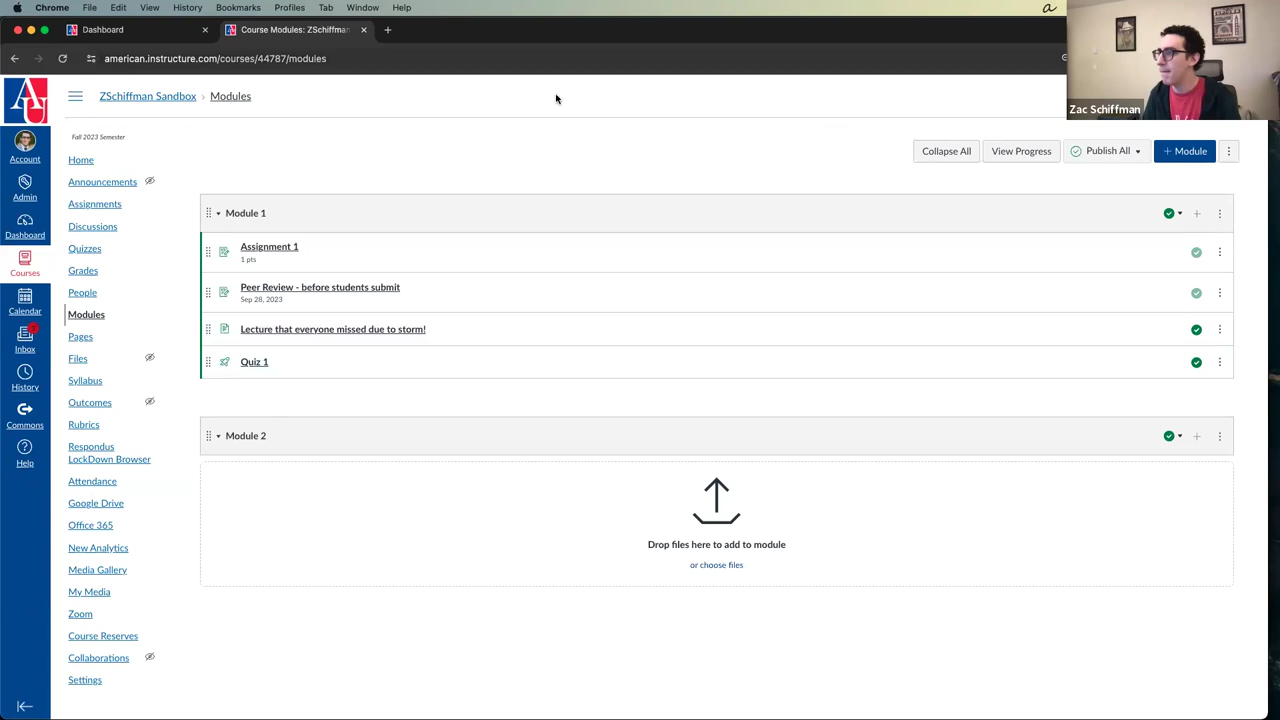 Chrome File Edit View History Bookmarks Profiles Tab Window Help
Dashboard
Course Modules: ZSchiffman
american.instructure.com/courses/44787/modules
Zac Schiffman
ZSchiffman Sandbox › Modules
Fall 2023 Semester
Account
Admin
Dashboard
Courses
Calendar
Inbox
History
Commons
Help
Home
Announcements
Assignments
Discussions
Quizzes
Grades
People
Modules
Pages
Files
Syllabus
Outcomes
Rubrics
Respondus
LockDown Browser
Attendance
Google Drive
Office 365
New Analytics
Media Gallery
My Media
Zoom
Course Reserves
Collaborations
Settings
Collapse All
View Progress
Publish All
+ Module
Module 1
Assignment 1
1 pts
Peer Review - before students submit
Sep 28, 2023
Lecture that everyone missed due to storm!
Quiz 1
Module 2
Drop files here to add to module
or choose files